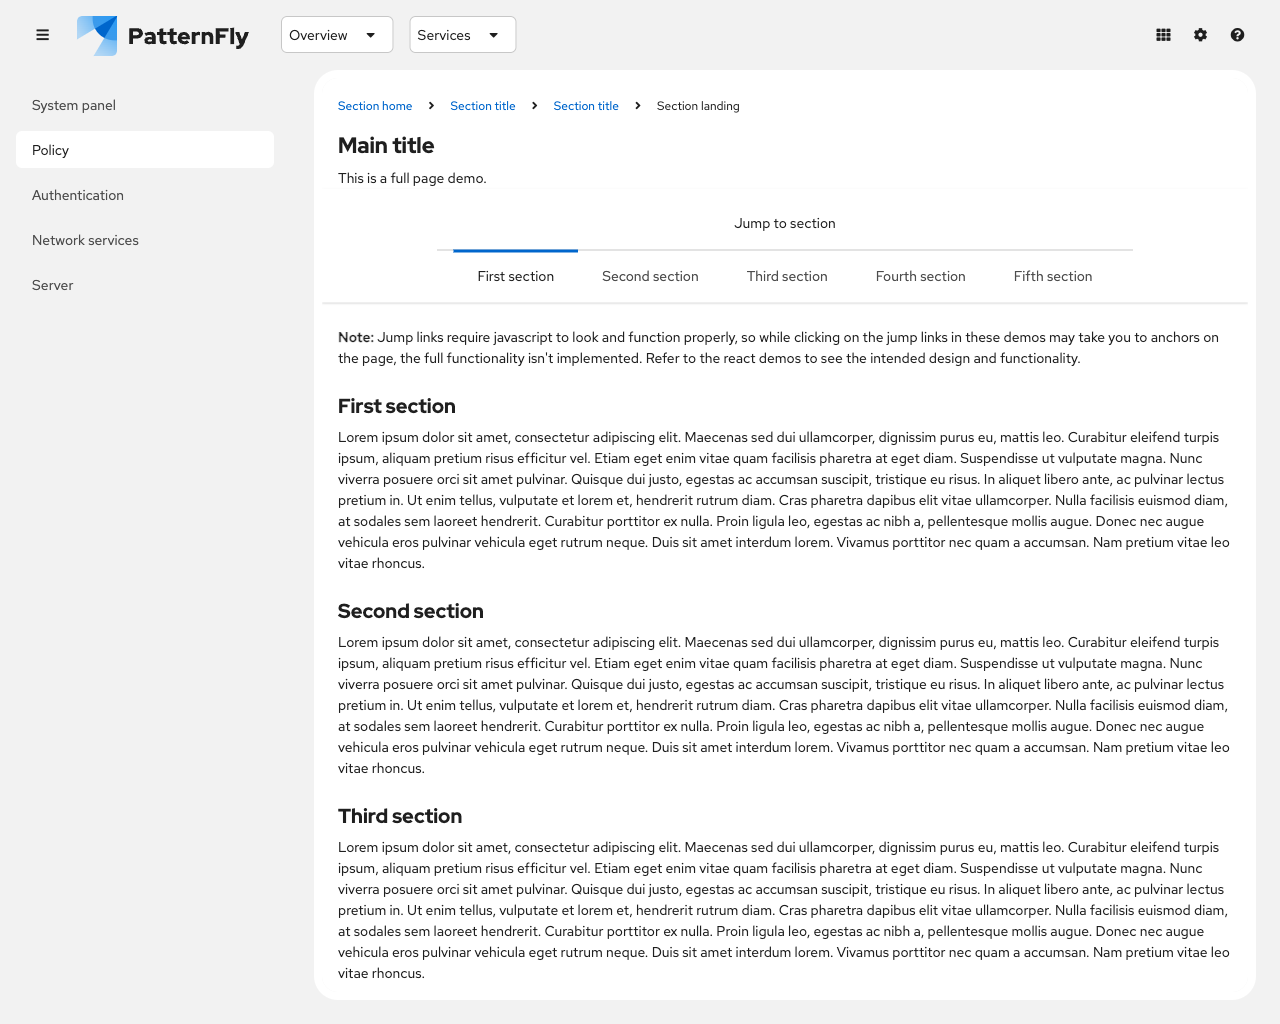 PatternFly
Overview
Services
System panel
Policy
Authentication
Network services
Server
Section home
Section title
Section title
Section landing
Main title
This is a full page demo.
Jump to section
First section
Second section
Third section
Fourth section
Fifth section
Note: Jump links require javascript to look and function properly, so while clicking on the jump links in these demos may take you to anchors on
the page, the full functionality isn't implemented. Refer to the react demos to see the intended design and functionality.
First section
Lorem ipsum dolor sit amet, consectetur adipiscing elit. Maecenas sed dui ullamcorper, dignissim purus eu, mattis leo. Curabitur eleifend turpis
ipsum, aliquam pretium risus efficitur vel. Etiam eget enim vitae quam facilisis pharetra at eget diam. Suspendisse ut vulputate magna. Nunc
viverra posuere orci sit amet pulvinar. Quisque dui justo, egestas ac accumsan suscipit, tristique eu risus. In aliquet libero ante, ac pulvinar lectus
pretium in. Ut enim tellus, vulputate et lorem et, hendrerit rutrum diam. Cras pharetra dapibus elit vitae ullamcorper. Nulla facilisis euismod diam,
at sodales sem laoreet hendrerit. Curabitur porttitor ex nulla. Proin ligula leo, egestas ac nibh a, pellentesque mollis augue. Donec nec augue
vehicula eros pulvinar vehicula eget rutrum neque. Duis sit amet interdum lorem. Vivamus porttitor nec quam a accumsan. Nam pretium vitae leo
vitae rhoncus.
Second section
Lorem ipsum dolor sit amet, consectetur adipiscing elit. Maecenas sed dui ullamcorper, dignissim purus eu, mattis leo. Curabitur eleifend turpis
ipsum, aliquam pretium risus efficitur vel. Etiam eget enim vitae quam facilisis pharetra at eget diam. Suspendisse ut vulputate magna. Nunc
viverra posuere orci sit amet pulvinar. Quisque dui justo, egestas ac accumsan suscipit, tristique eu risus. In aliquet libero ante, ac pulvinar lectus
pretium in. Ut enim tellus, vulputate et lorem et, hendrerit rutrum diam. Cras pharetra dapibus elit vitae ullamcorper. Nulla facilisis euismod diam,
at sodales sem laoreet hendrerit. Curabitur porttitor ex nulla. Proin ligula leo, egestas ac nibh a, pellentesque mollis augue. Donec nec augue
vehicula eros pulvinar vehicula eget rutrum neque. Duis sit amet interdum lorem. Vivamus porttitor nec quam a accumsan. Nam pretium vitae leo
vitae rhoncus.
Third section
Lorem ipsum dolor sit amet, consectetur adipiscing elit. Maecenas sed dui ullamcorper, dignissim purus eu, mattis leo. Curabitur eleifend turpis
ipsum, aliquam pretium risus efficitur vel. Etiam eget enim vitae quam facilisis pharetra at eget diam. Suspendisse ut vulputate magna. Nunc
viverra posuere orci sit amet pulvinar. Quisque dui justo, egestas ac accumsan suscipit, tristique eu risus. In aliquet libero ante, ac pulvinar lectus
pretium in. Ut enim tellus, vulputate et lorem et, hendrerit rutrum diam. Cras pharetra dapibus elit vitae ullamcorper. Nulla facilisis euismod diam,
at sodales sem laoreet hendrerit. Curabitur porttitor ex nulla. Proin ligula leo, egestas ac nibh a, pellentesque mollis augue. Donec nec augue
vehicula eros pulvinar vehicula eget rutrum neque. Duis sit amet interdum lorem. Vivamus porttitor nec quam a accumsan. Nam pretium vitae leo
vitae rhoncus.